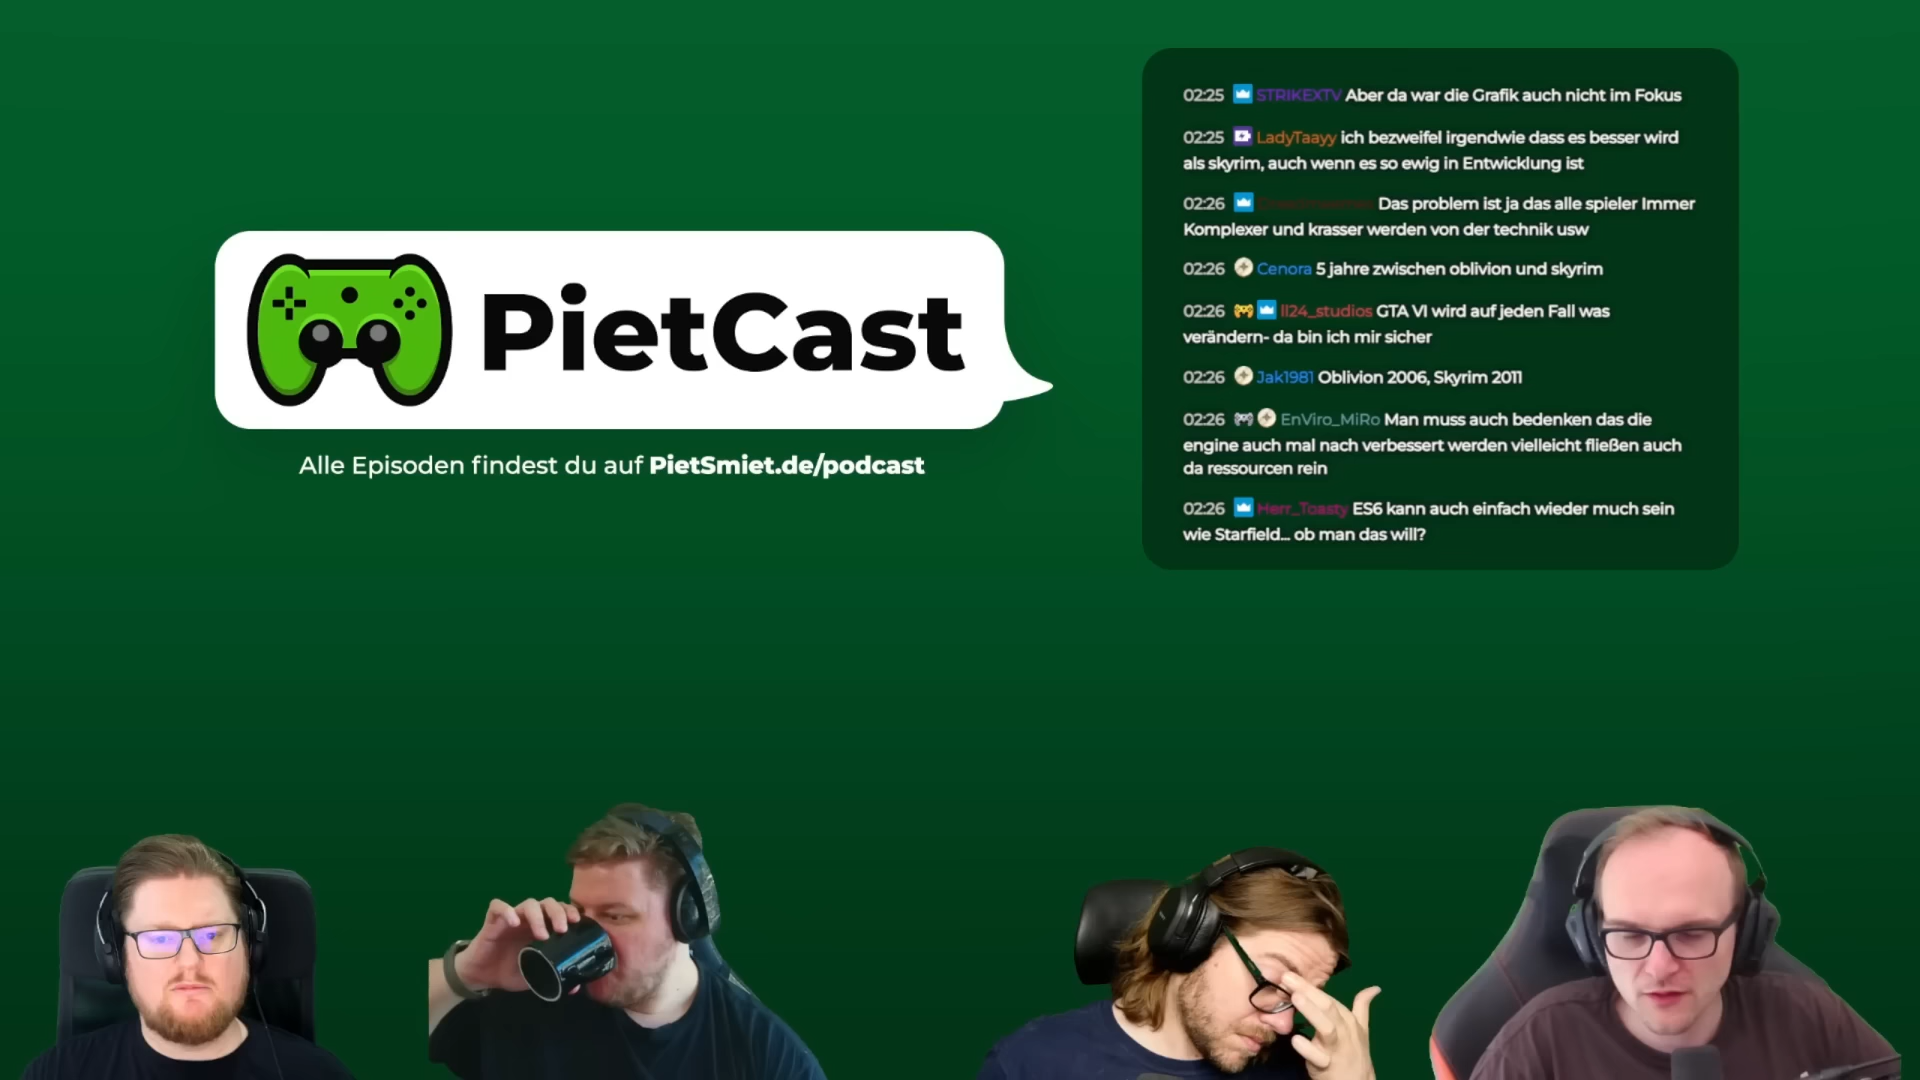 PietCast
Alle Episoden findest du auf PietSmiet.de/podcast
02:25 STRIKEXTV Aber da war die Grafik auch nicht im Fokus
02:25 LadyTaayy ich bezweifel irgendwie dass es besser wird
als skyrim, auch wenn es so ewig in Entwicklung ist
02:26 Das problem ist ja das alle spieler Immer
Komplexer und krasser werden von der technik usw
02:26 Cenora 5 jahre zwischen oblivion und skyrim
02:26 ll24_studios GTA VI wird auf jeden Fall was
verändern- da bin ich mir sicher
02:26 Jak1981 Oblivion 2006, Skyrim 2011
02:26 EnViro_MiRo Man muss auch bedenken das die
engine auch mal nach verbessert werden vielleicht fließen auch
da ressourcen rein
02:26 Herr_Toasty ES6 kann auch einfach wieder much sein
wie Starfield... ob man das will?